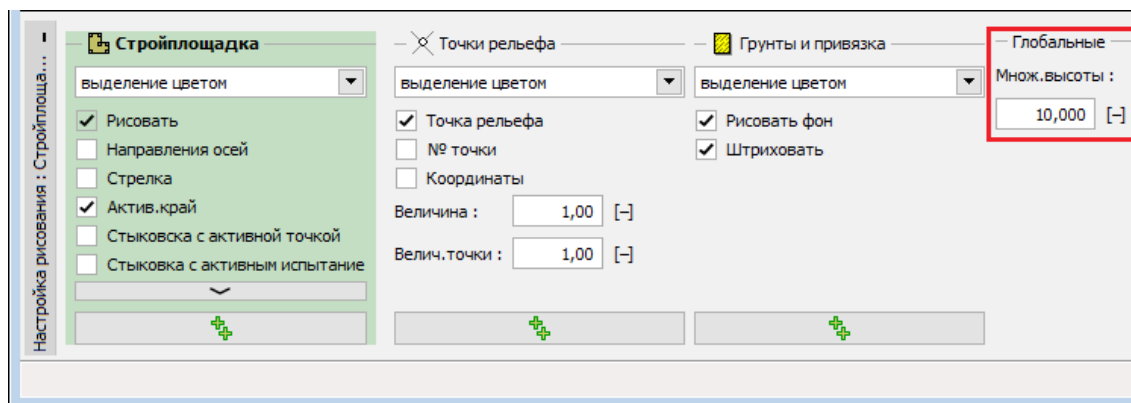 Настройка рисования : Стройплоща...
Стройплощадка
выделение цветом
Рисовать
Направления осей
Стрелка
Актив.край
Стыковска с активной точкой
Стыковка с активным испытание
Точки рельефа
выделение цветом
Точка рельефа
№ точки
Координаты
Величина : 1,00 [–]
Велич.точки : 1,00 [–]
Грунты и привязка
выделение цветом
Рисовать фон
Штриховать
Глобальные
Множ.высоты :
10,000 [–]